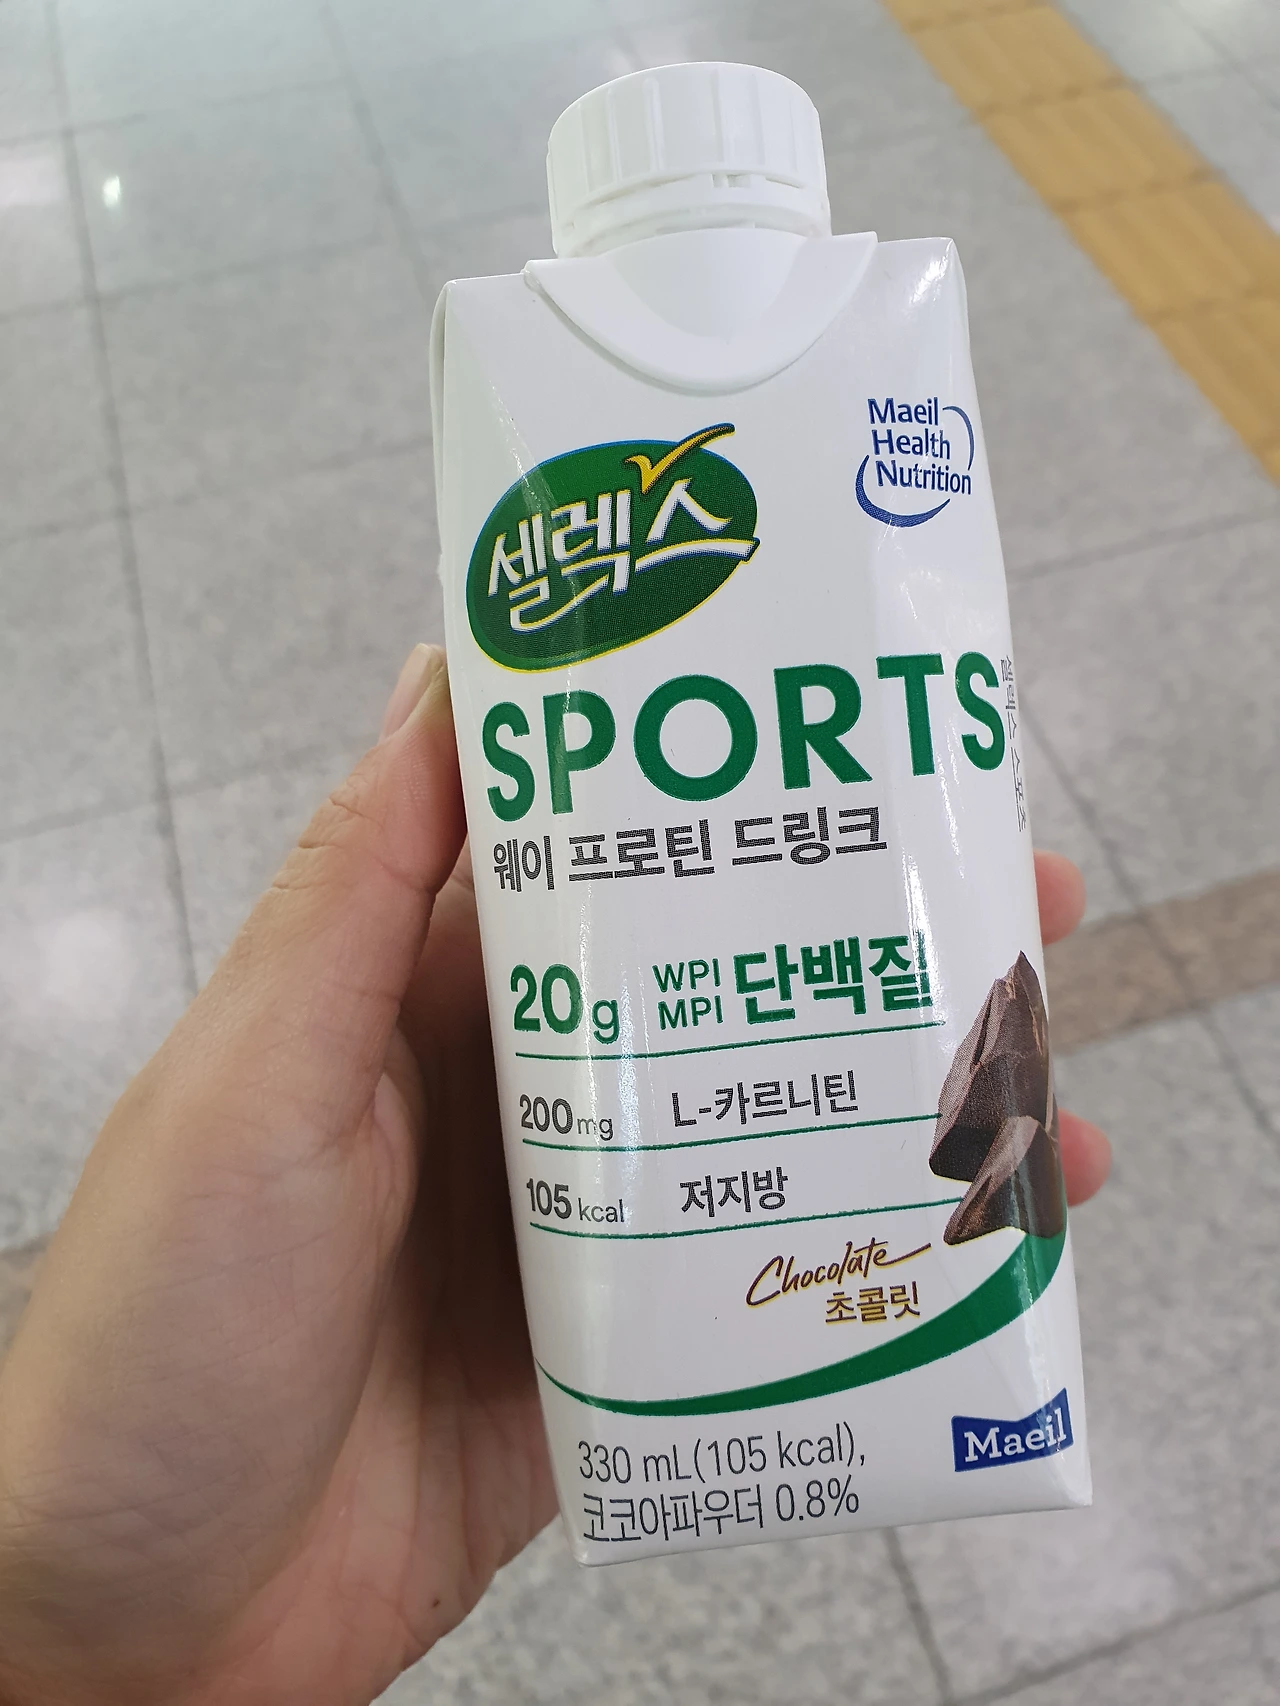 Maeil
Health
Nutrition
셀렉스
SPORTS
웨이 프로틴 드링크
20g WPI MPI 단백질
200mg L-카르니틴
105 kcal 저지방
Chocolate
초콜릿
Maeil
330 mL(105 kcal),
코코아파우더 0.8%